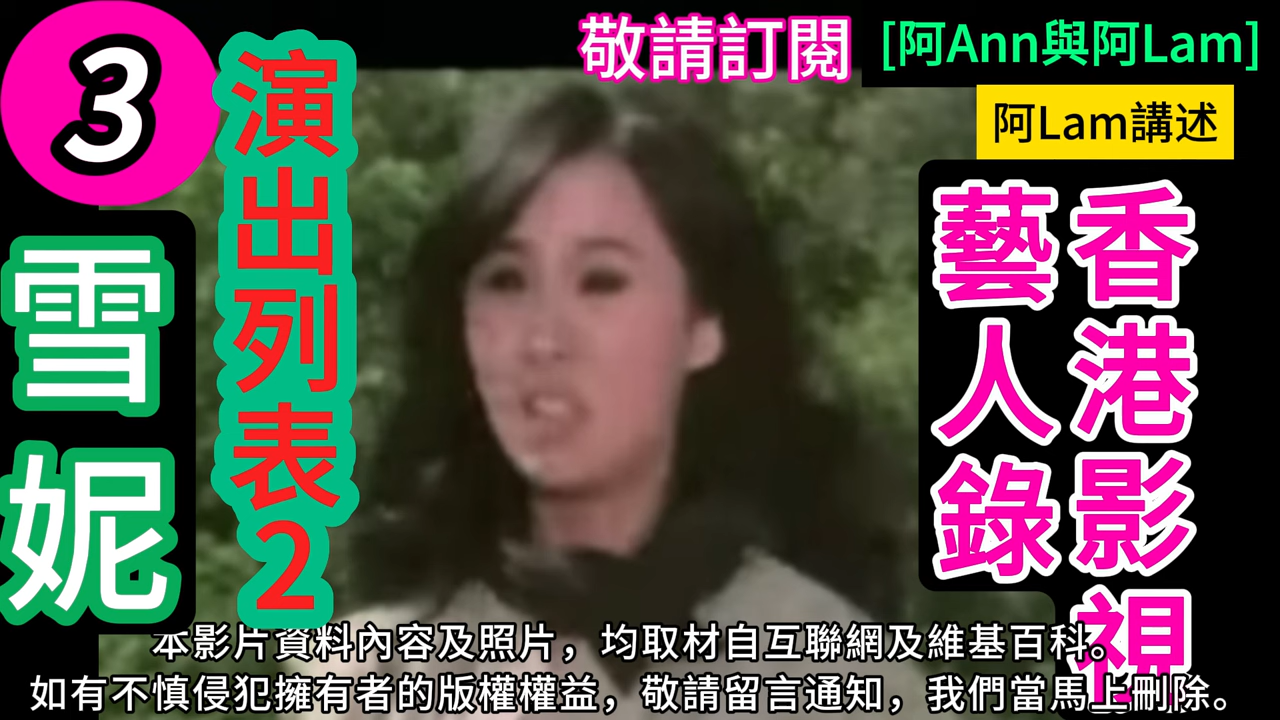 3
雪妮
演出列表2
敬請訂閱
[阿Ann與阿Lam]
阿Lam講述
香港影視
藝人錄
本影片資料內容及照片，均取材自互聯網及維基百科。
如有不慎侵犯擁有者的版權權益，敬請留言通知，我們當馬上刪除。